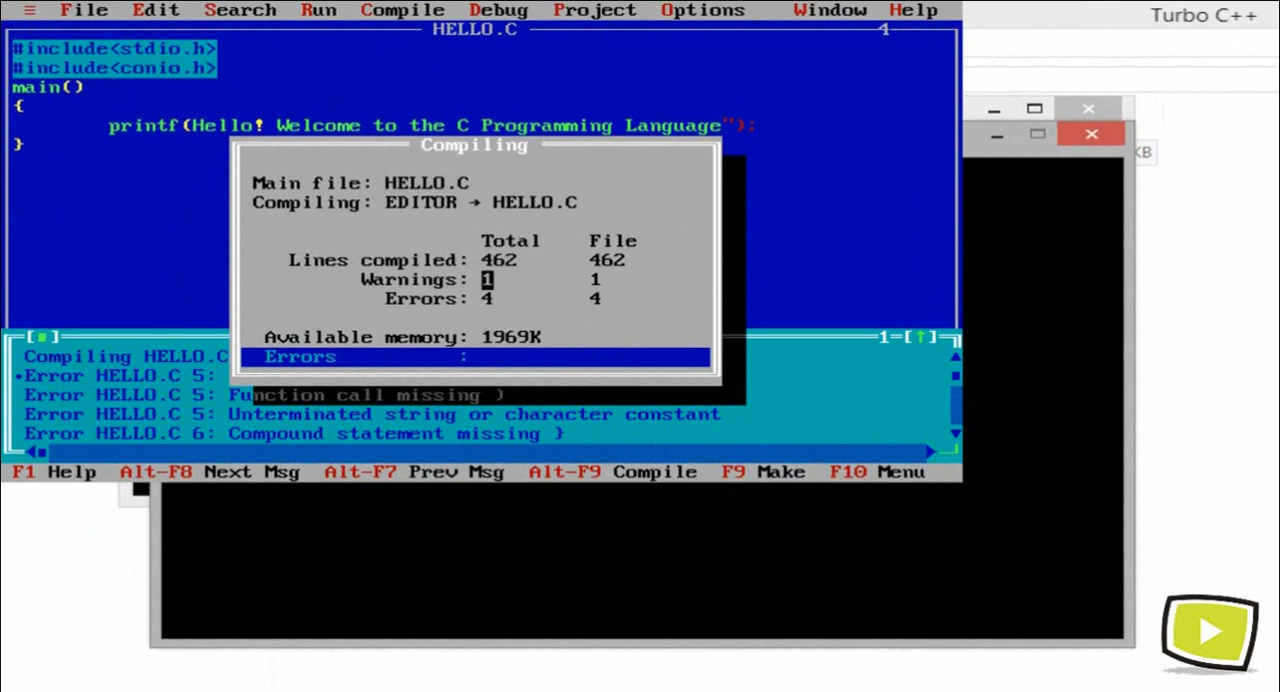 ≡ File Edit Search Run Compile Debug Project Options Window Help
Turbo C++
HELLO.C 4
#include<stdio.h>
#include<conio.h>
main()
{
printf(Hello! Welcome to the C Programming Language");
}
KB
Compiling
Main file: HELLO.C
Compiling: EDITOR → HELLO.C
Total File
Lines compiled: 462 462
Warnings: 1 1
Errors: 4 4
Available memory: 1969K
Errors :
1=[↑]
Compiling HELLO.C
•Error HELLO.C 5:
Error HELLO.C 5: Function call missing )
Error HELLO.C 5: Unterminated string or character constant
Error HELLO.C 6: Compound statement missing }
F1 Help Alt-F8 Next Msg Alt-F7 Prev Msg Alt-F9 Compile F9 Make F10 Menu